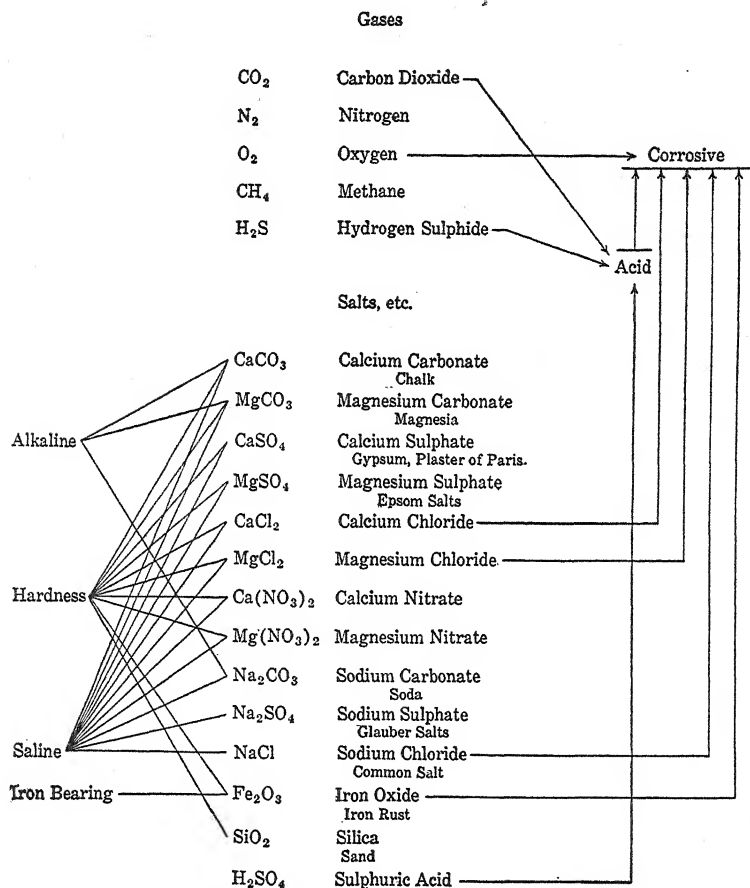 Gases
CO₂ Carbon Dioxide
N₂ Nitrogen
O₂ Oxygen Corrosive
CH₄ Methane
H₂S Hydrogen Sulphide
Acid
Salts, etc.
CaCO₃ Calcium Carbonate
Chalk
MgCO₃ Magnesium Carbonate
Magnesia
Alkaline CaSO₄ Calcium Sulphate
Gypsum, Plaster of Paris.
MgSO₄ Magnesium Sulphate
Epsom Salts
CaCl₂ Calcium Chloride
MgCl₂ Magnesium Chloride
Hardness Ca(NO₃)₂ Calcium Nitrate
Mg(NO₃)₂ Magnesium Nitrate
Na₂CO₃ Sodium Carbonate
Soda
Na₂SO₄ Sodium Sulphate
Glauber Salts
Saline NaCl Sodium Chloride
Common Salt
Iron Bearing Fe₂O₃ Iron Oxide
Iron Rust
SiO₂ Silica
Sand
H₂SO₄ Sulphuric Acid